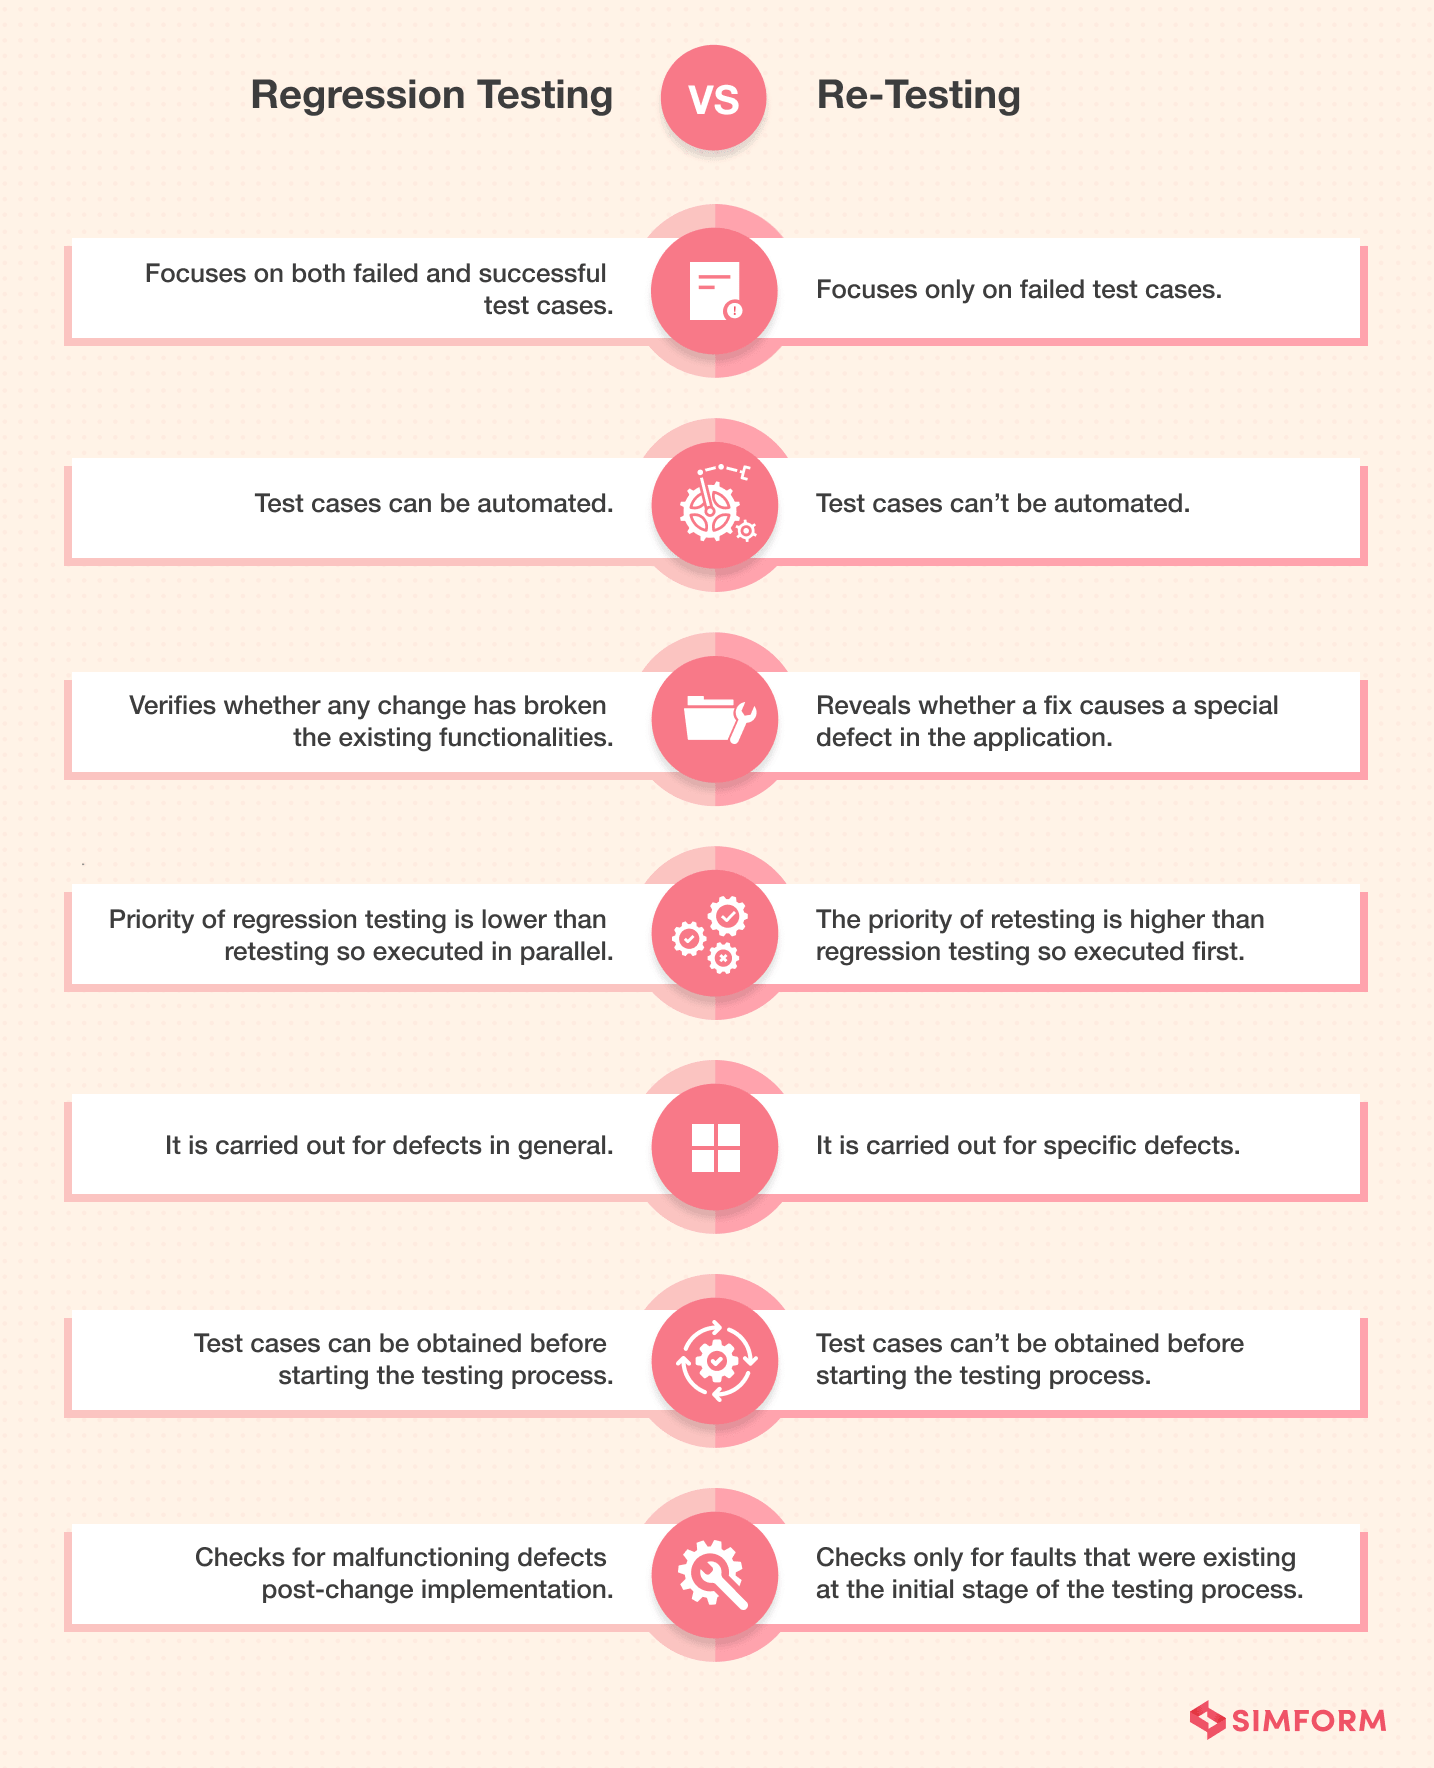 Regression Testing
VS
Re-Testing
Focuses on both failed and successful
test cases.
Focuses only on failed test cases.
Test cases can be automated.
Test cases can’t be automated.
Verifies whether any change has broken
the existing functionalities.
Reveals whether a fix causes a special
defect in the application.
Priority of regression testing is lower than
retesting so executed in parallel.
The priority of retesting is higher than
regression testing so executed first.
It is carried out for defects in general.
It is carried out for specific defects.
Test cases can be obtained before
starting the testing process.
Test cases can’t be obtained before
starting the testing process.
Checks for malfunctioning defects
post-change implementation.
Checks only for faults that were existing
at the initial stage of the testing process.
SIMFORM